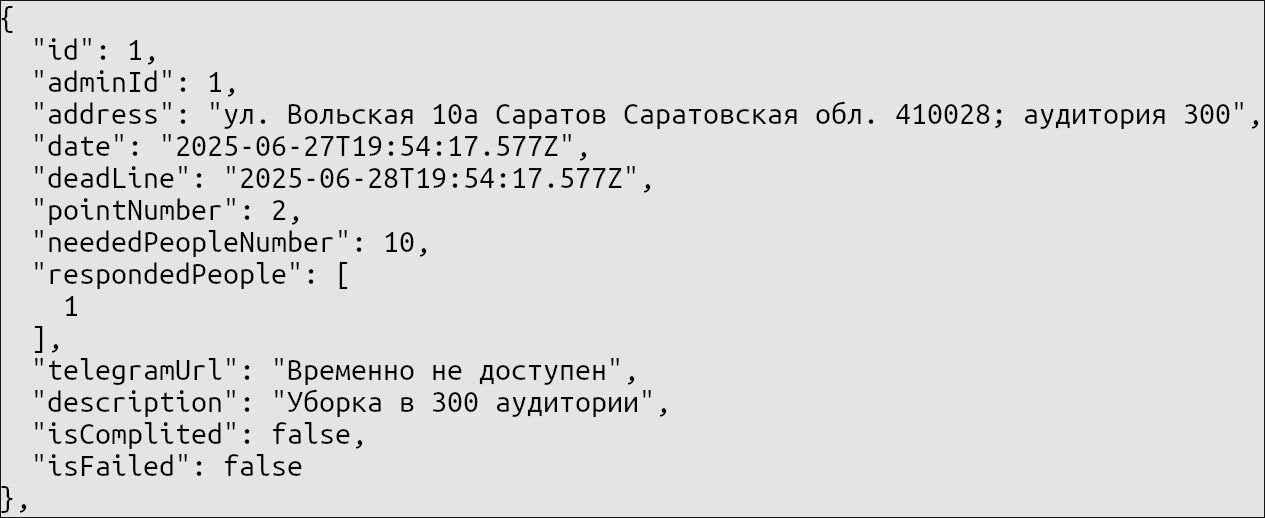 {
  "id": 1,
  "adminId": 1,
  "address": "ул. Вольская 10а Саратов Саратовская обл. 410028; аудитория 300",
  "date": "2025-06-27T19:54:17.577Z",
  "deadLine": "2025-06-28T19:54:17.577Z",
  "pointNumber": 2,
  "neededPeopleNumber": 10,
  "respondedPeople": [
    1
  ],
  "telegramUrl": "Временно не доступен",
  "description": "Уборка в 300 аудитории",
  "isComplited": false,
  "isFailed": false
},